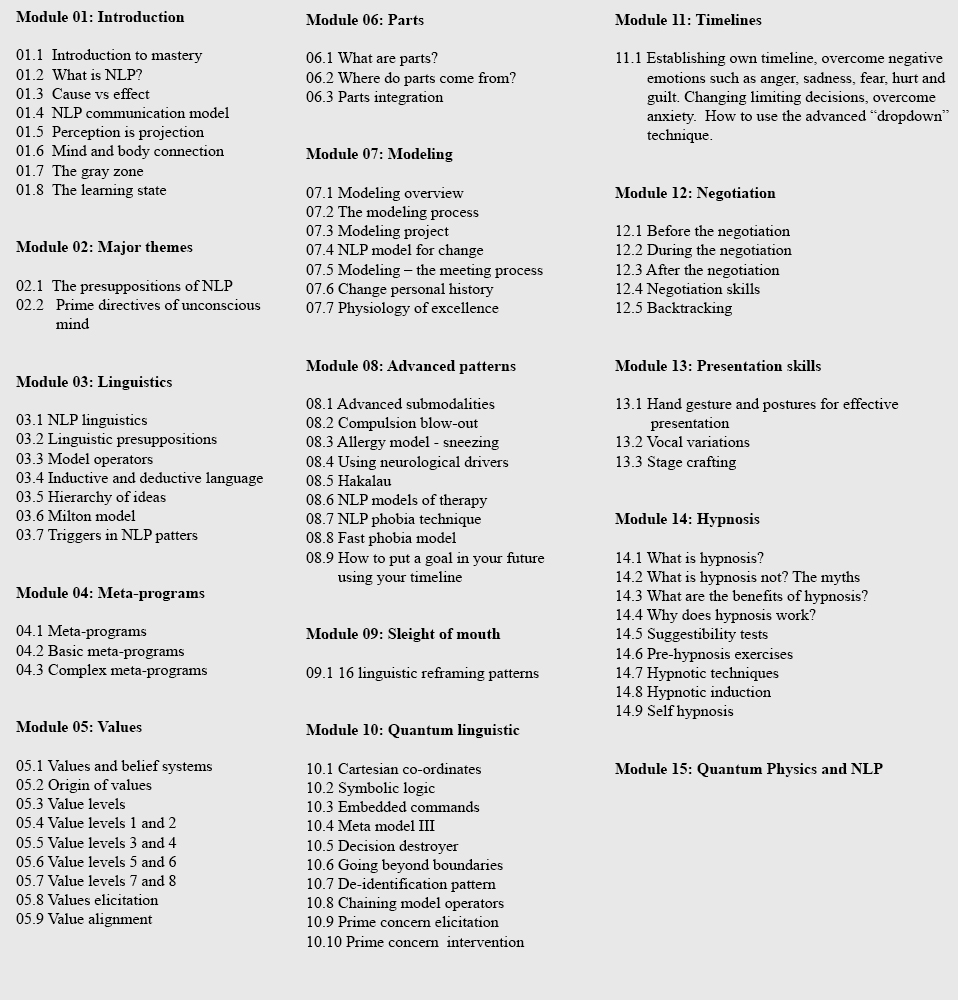 Module 01: Introduction
01.1 Introduction to mastery
01.2 What is NLP?
01.3 Cause vs effect
01.4 NLP communication model
01.5 Perception is projection
01.6 Mind and body connection
01.7 The gray zone
01.8 The learning state
Module 02: Major themes
02.1 The presuppositions of NLP
02.2 Prime directives of unconscious
mind
Module 03: Linguistics
03.1 NLP linguistics
03.2 Linguistic presuppositions
03.3 Model operators
03.4 Inductive and deductive language
03.5 Hierarchy of ideas
03.6 Milton model
03.7 Triggers in NLP patters
Module 04: Meta-programs
04.1 Meta-programs
04.2 Basic meta-programs
04.3 Complex meta-programs
Module 05: Values
05.1 Values and belief systems
05.2 Origin of values
05.3 Value levels
05.4 Value levels 1 and 2
05.5 Value levels 3 and 4
05.6 Value levels 5 and 6
05.7 Value levels 7 and 8
05.8 Values elicitation
05.9 Value alignment
Module 06: Parts
06.1 What are parts?
06.2 Where do parts come from?
06.3 Parts integration
Module 07: Modeling
07.1 Modeling overview
07.2 The modeling process
07.3 Modeling project
07.4 NLP model for change
07.5 Modeling – the meeting process
07.6 Change personal history
07.7 Physiology of excellence
Module 08: Advanced patterns
08.1 Advanced submodalities
08.2 Compulsion blow-out
08.3 Allergy model - sneezing
08.4 Using neurological drivers
08.5 Hakalau
08.6 NLP models of therapy
08.7 NLP phobia technique
08.8 Fast phobia model
08.9 How to put a goal in your future
using your timeline
Module 09: Sleight of mouth
09.1 16 linguistic reframing patterns
Module 10: Quantum linguistic
10.1 Cartesian co-ordinates
10.2 Symbolic logic
10.3 Embedded commands
10.4 Meta model III
10.5 Decision destroyer
10.6 Going beyond boundaries
10.7 De-identification pattern
10.8 Chaining model operators
10.9 Prime concern elicitation
10.10 Prime concern intervention
Module 11: Timelines
11.1 Establishing own timeline, overcome negative
emotions such as anger, sadness, fear, hurt and
guilt. Changing limiting decisions, overcome
anxiety. How to use the advanced “dropdown”
technique.
Module 12: Negotiation
12.1 Before the negotiation
12.2 During the negotiation
12.3 After the negotiation
12.4 Negotiation skills
12.5 Backtracking
Module 13: Presentation skills
13.1 Hand gesture and postures for effective
presentation
13.2 Vocal variations
13.3 Stage crafting
Module 14: Hypnosis
14.1 What is hypnosis?
14.2 What is hypnosis not? The myths
14.3 What are the benefits of hypnosis?
14.4 Why does hypnosis work?
14.5 Suggestibility tests
14.6 Pre-hypnosis exercises
14.7 Hypnotic techniques
14.8 Hypnotic induction
14.9 Self hypnosis
Module 15: Quantum Physics and NLP